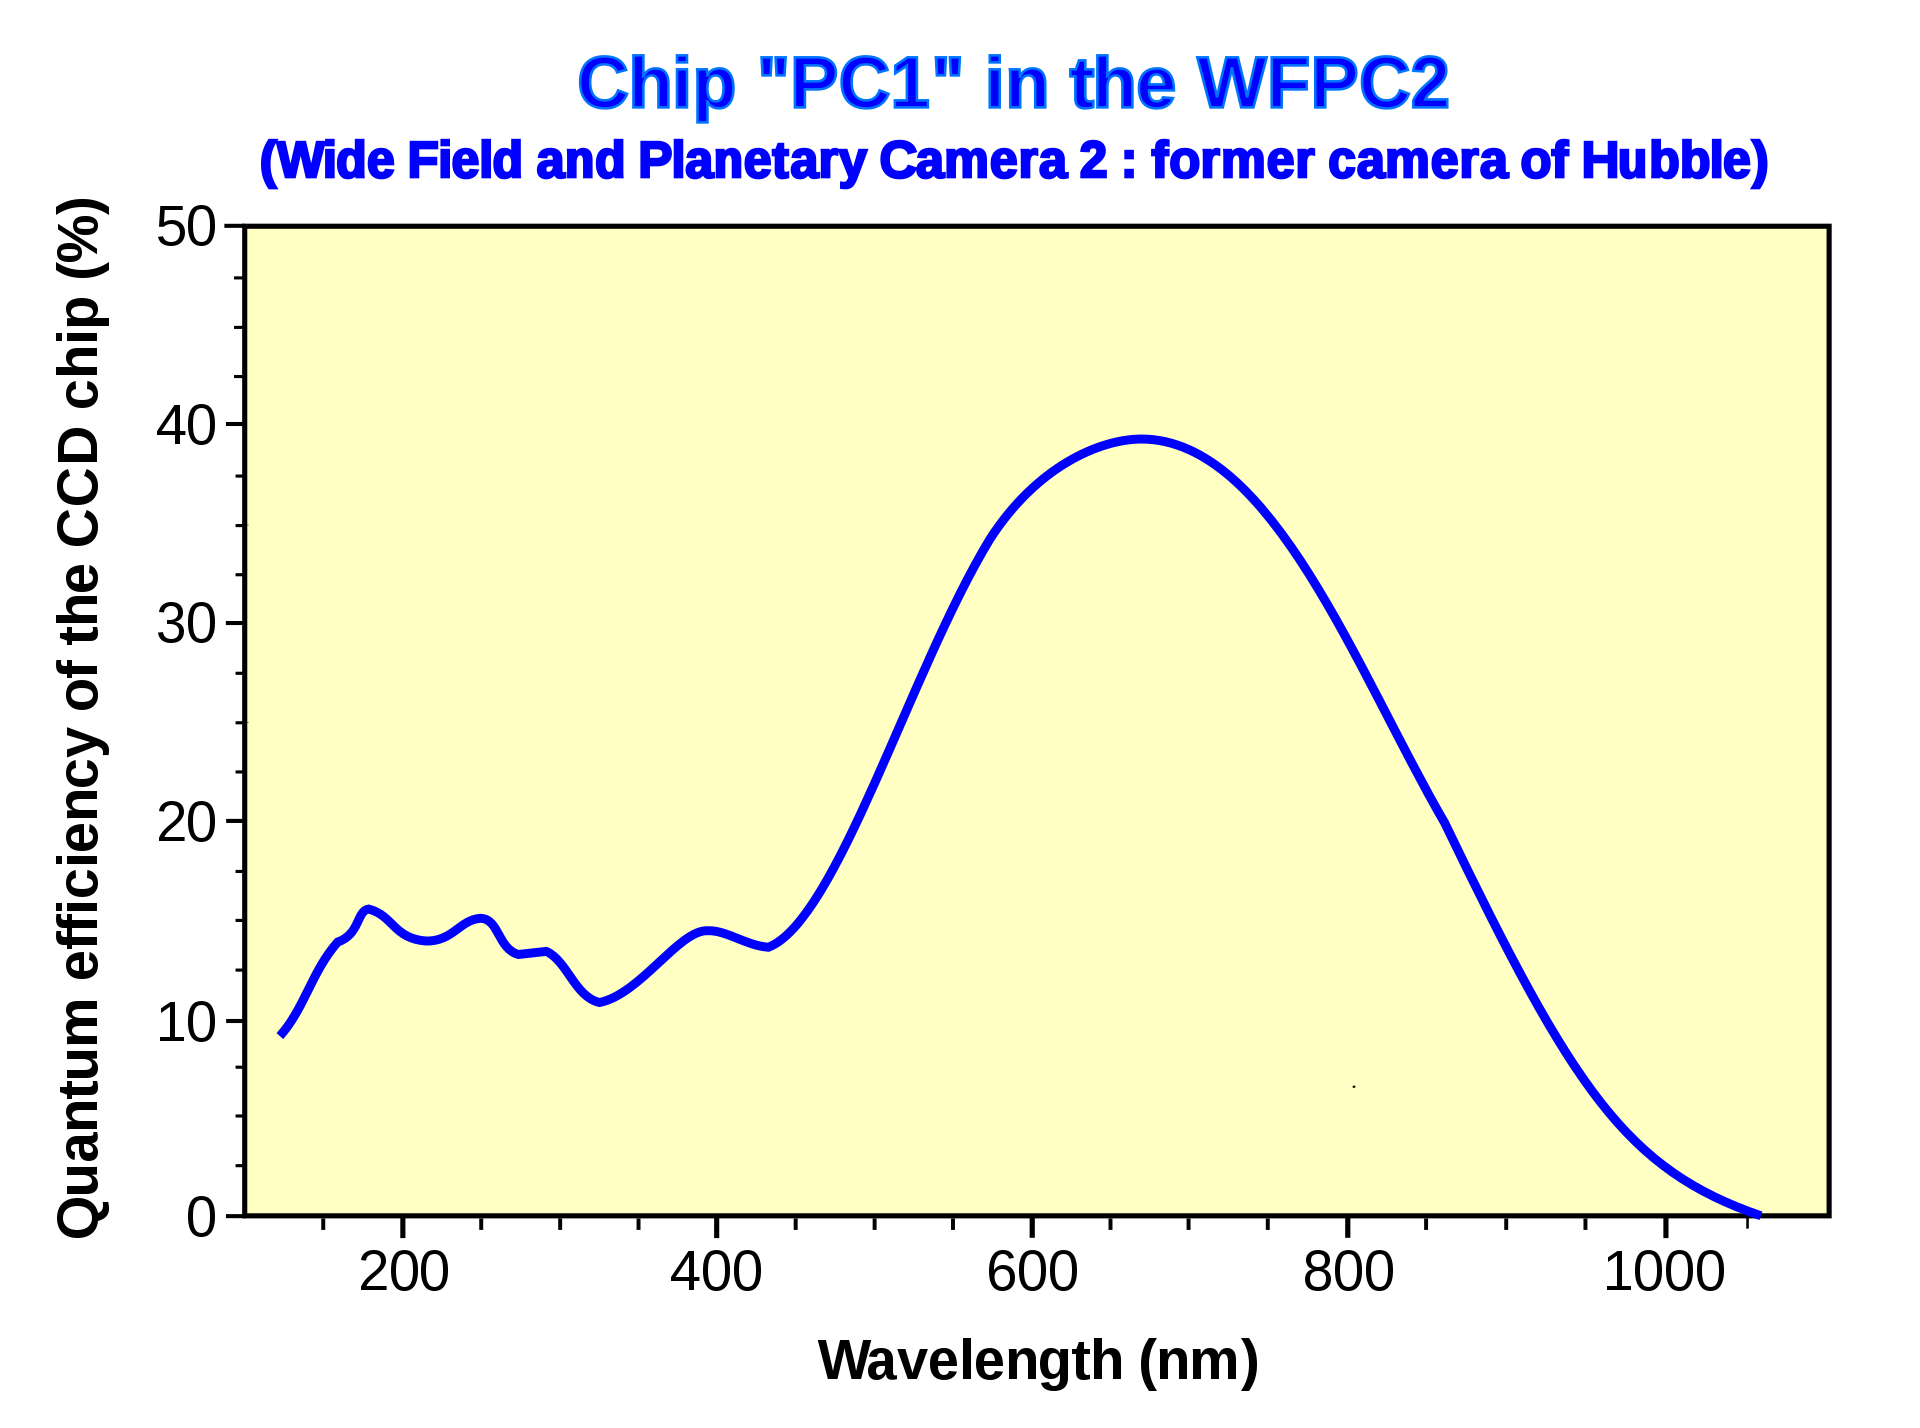 Chip "PC1" in the WFPC2
(Wide Field and Planetary Camera 2 : former camera of Hubble)
Quantum efficiency of the CCD chip (%)
50
40
30
20
10
0
200 400 600 800 1000
Wavelength (nm)